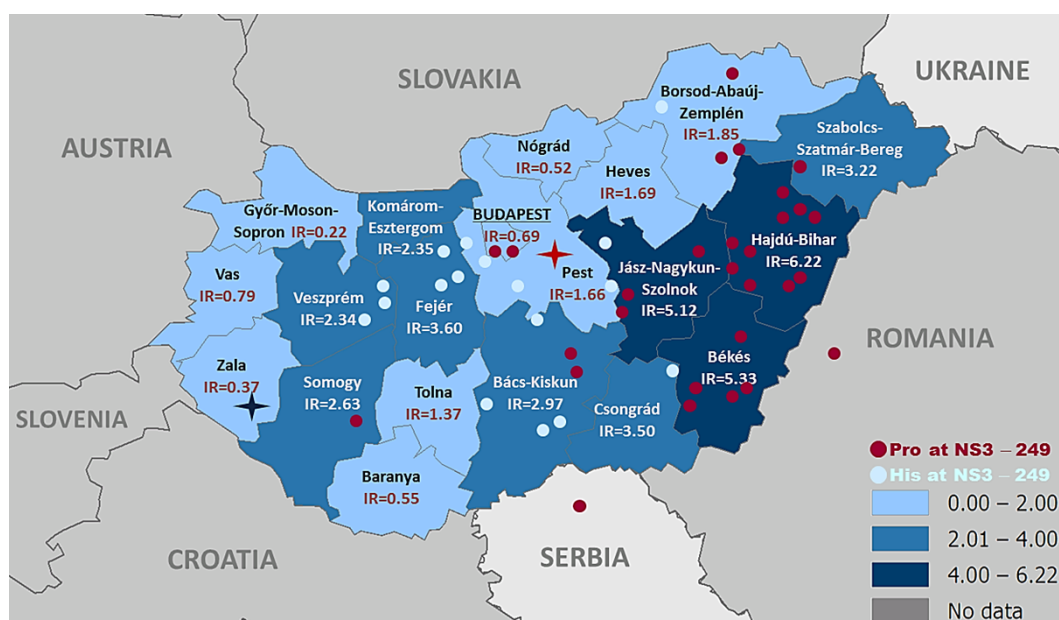 SLOVAKIA
UKRAINE
AUSTRIA
Borsod-Abaúj-
Zemplén
IR=1.85
Szabolcs-
Szatmár-Bereg
IR=3.22
Nógrád
IR=0.52
Heves
IR=1.69
Győr-Moson-
Sopron IR=0.22
Komárom-
Esztergom
IR=2.35
BUDAPEST
IR=0.69
Hajdú-Bihar
IR=6.22
Vas
IR=0.79
Veszprém
IR=2.34
Fejér
IR=3.60
Pest
IR=1.66
Jász-Nagykun-
Szolnok
IR=5.12
ROMANIA
Zala
IR=0.37
Somogy
IR=2.63
Tolna
IR=1.37
Bács-Kiskun
IR=2.97
Csongrád
IR=3.50
Békés
IR=5.33
SLOVENIA
Baranya
IR=0.55
CROATIA
SERBIA
Pro at NS3 – 249
His at NS3 – 249
0.00 – 2.00
2.01 – 4.00
4.00 – 6.22
No data